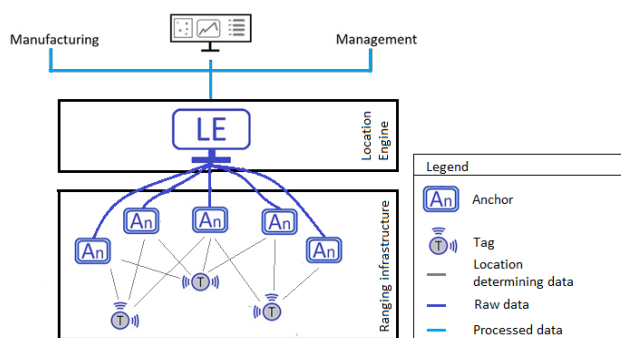 Manufacturing
Management
LE
Location
Engine
An
An
An
An
An
T
T
T
Ranging infrastructure
Legend
An
Anchor
T
Tag
Location
determining data
Raw data
Processed data